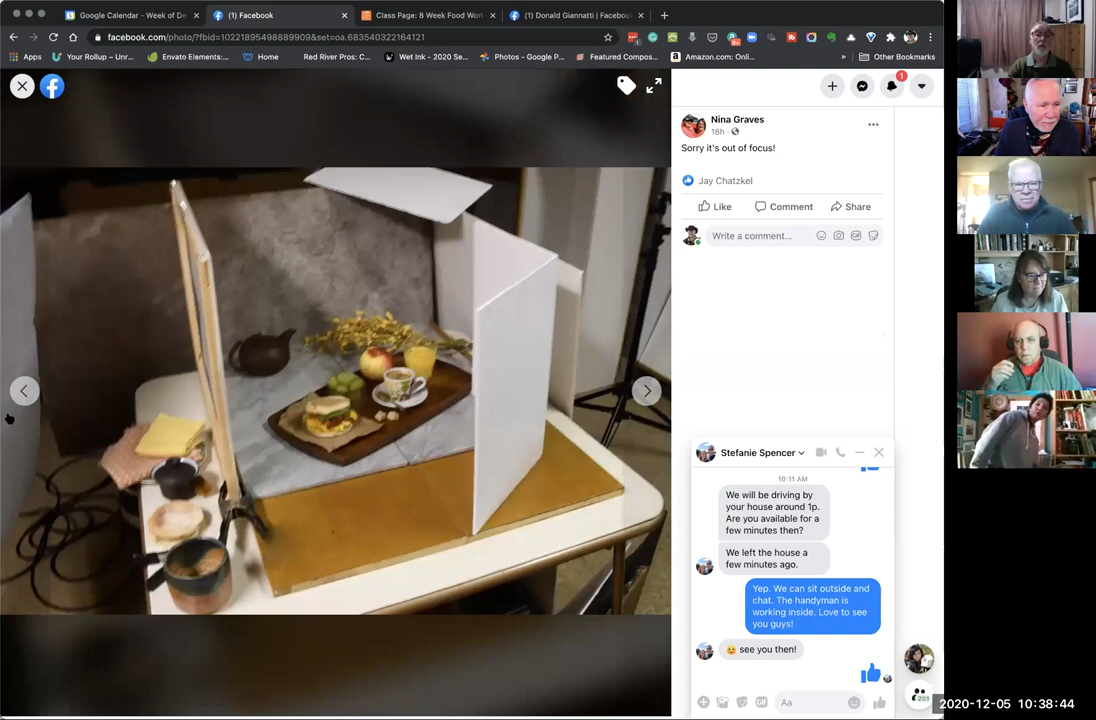 Google Calendar - Week of De
(1) Facebook
Class Page: 8 Week Food Wor
(1) Donald Giannatti | Faceboo
facebook.com/photo/?fbid=10221895498889909&set=oa.683540322164121
Apps
Your Rollup – Unr...
Envato Elements:...
Home
Red River Pros: C...
Wet Ink - 2020 Se...
Photos - Google P...
Featured Compos...
Amazon.com: Onli...
»
Other Bookmarks
1
Nina Graves
18h ·
Sorry it's out of focus!
Jay Chatzkel
Like
Comment
Share
Write a comment...
Stefanie Spencer
10:11 AM
We will be driving by
your house around 1p.
Are you available for a
few minutes then?
We left the house a
few minutes ago.
Yep. We can sit outside and
chat. The handyman is
working inside. Love to see
you guys!
see you then!
GIF
Aa
201
2020-12-05 10:38:44